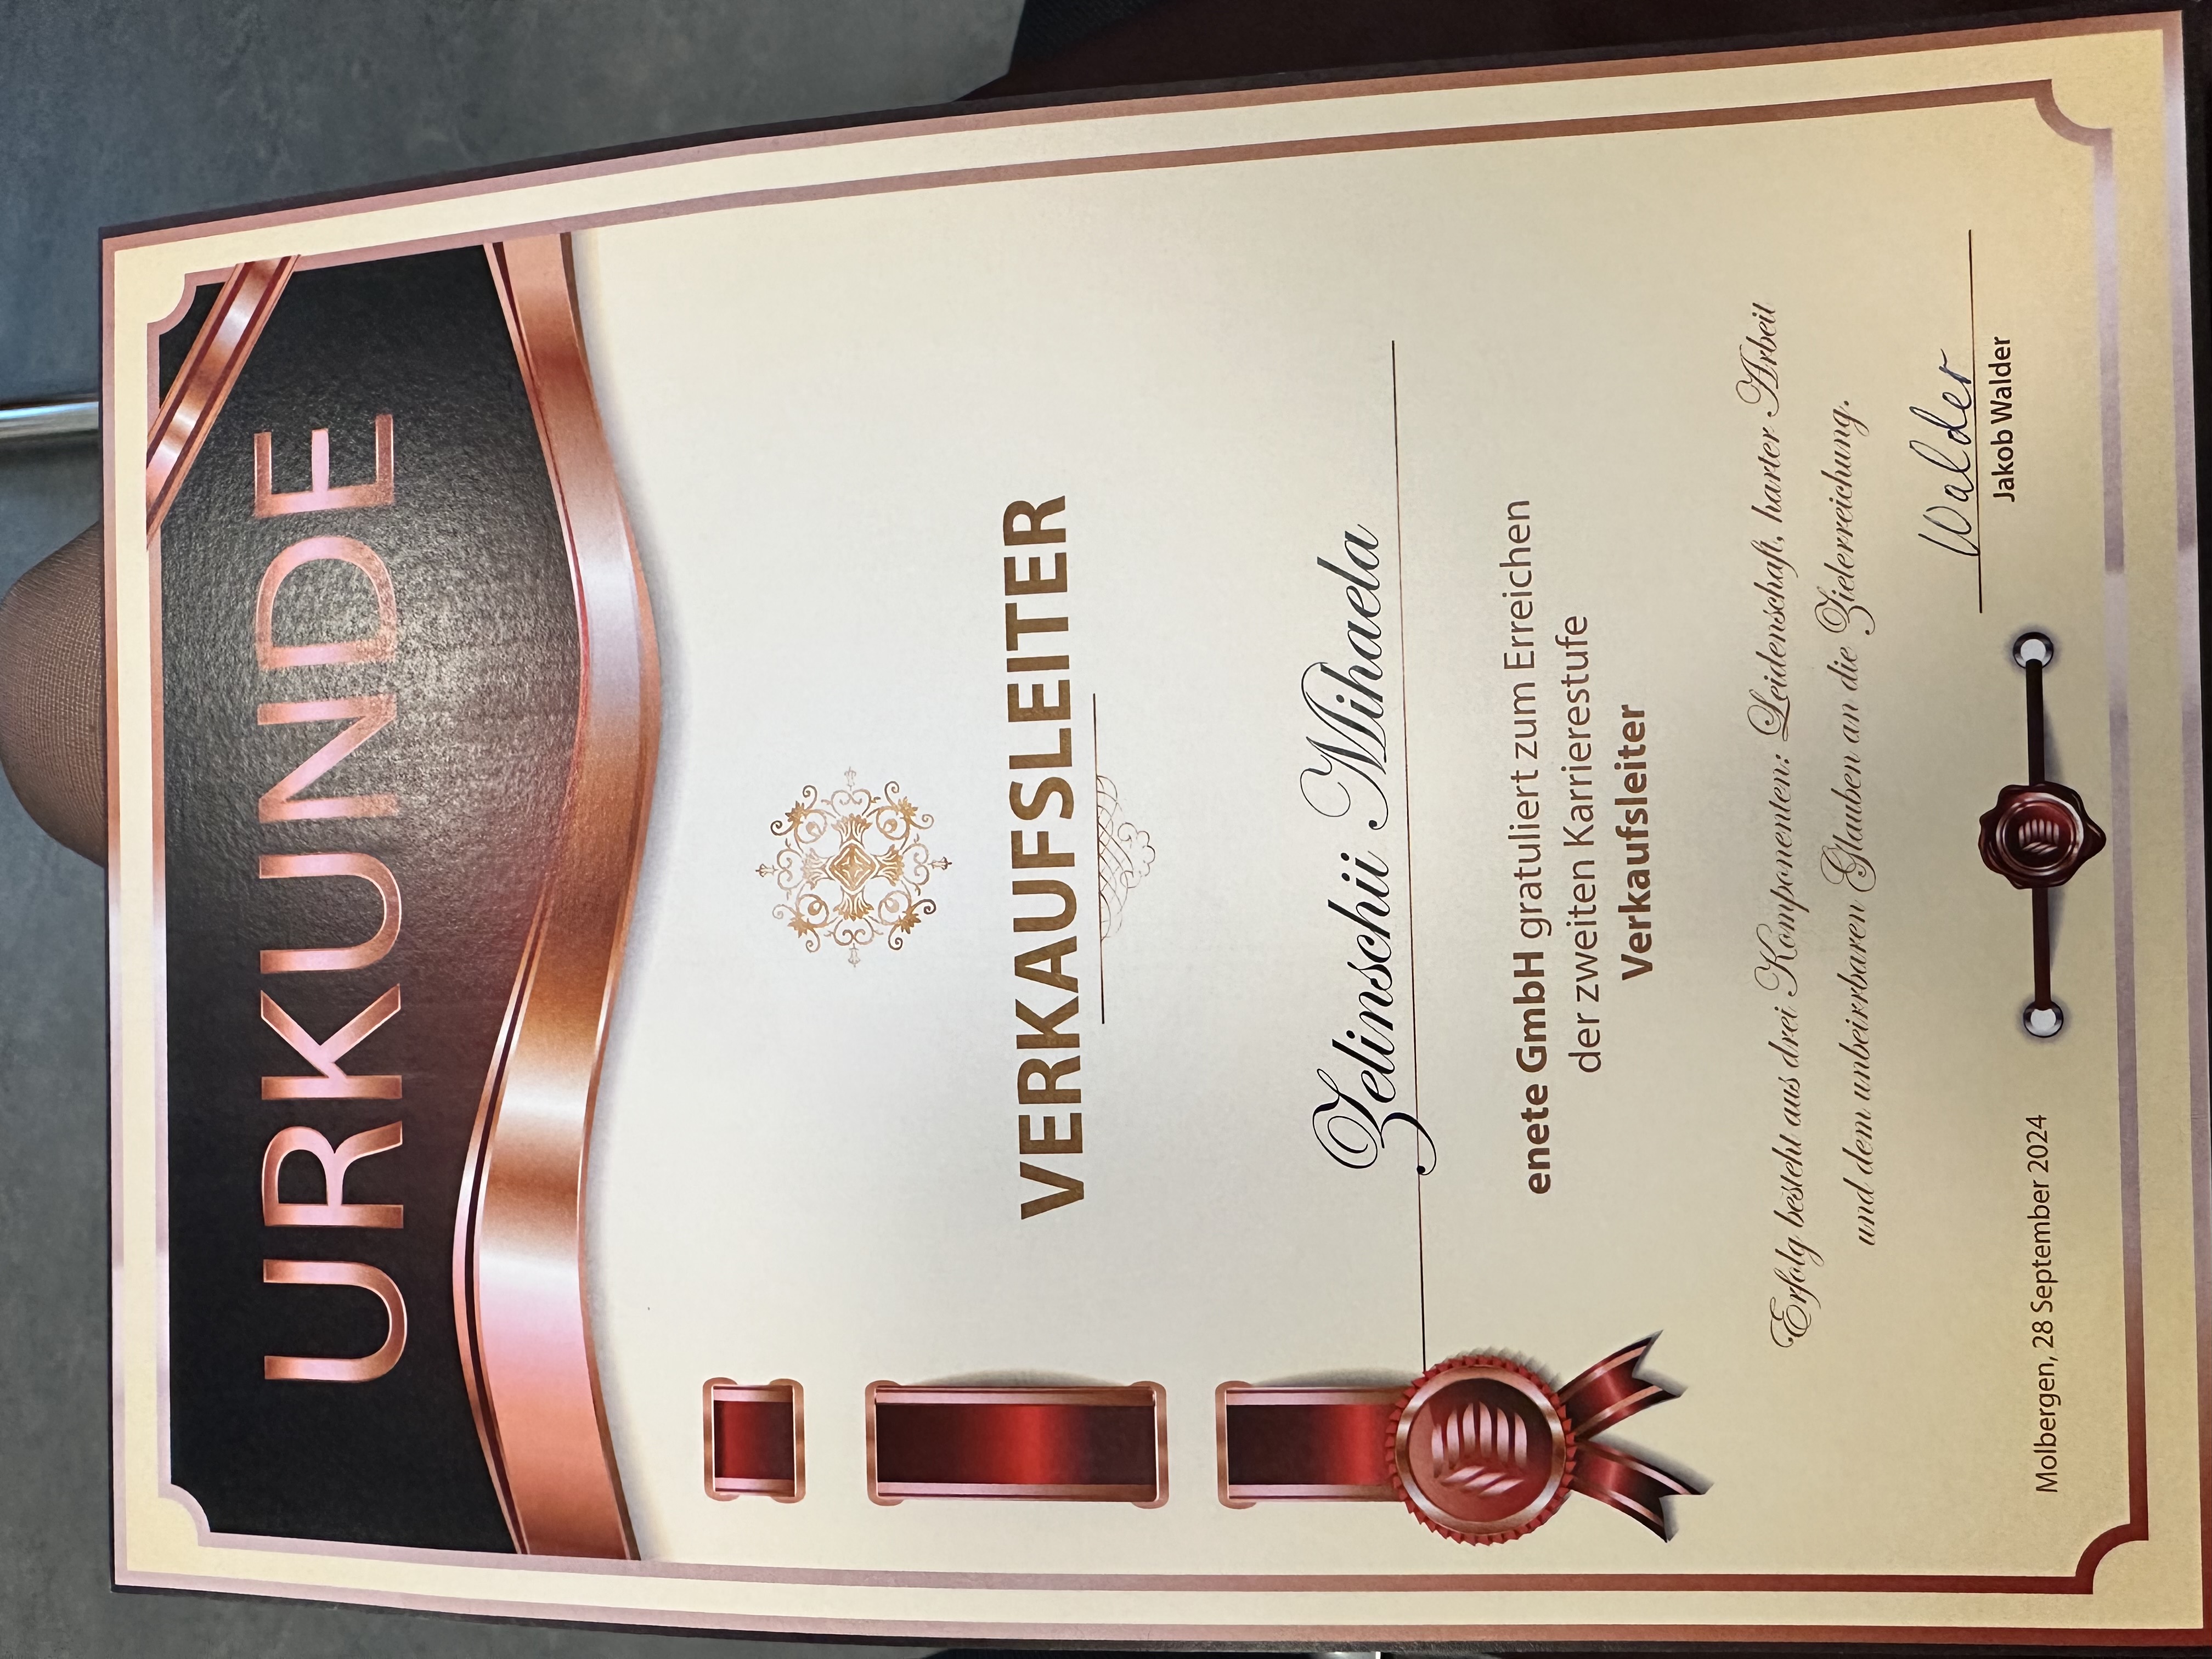 URKUNDE
VERKAUFSLEITER
Zelinschii Mihaela
enete GmbH gratuliert zum Erreichen
der zweiten Karrierestufe
Verkaufsleiter
Erfolg besteht aus drei Komponenten: Leidenschaft, harter Arbeit
und dem unbeirrbaren Glauben an die Zielerreichung.
Walder
Molbergen, 28 September 2024
Jakob Walder